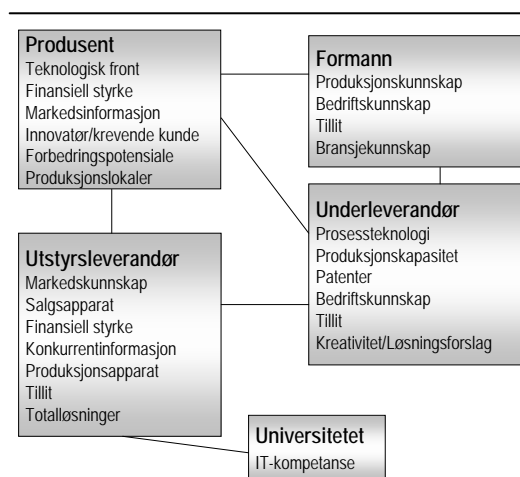 Produsent
Teknologisk front
Finansiell styrke
Markedsinformasjon
Innovatør/krevende kunde
Forbedringspotensiale
Produksjonslokaler
Formann
Produksjonskunnskap
Bedriftskunnskap
Tillit
Bransjekunnskap
Underleverandør
Prosessteknologi
Produksjonskapasitet
Patenter
Bedriftskunnskap
Tillit
Kreativitet/Løsningsforslag
Utstyrsleverandør
Markedskunnskap
Salgsapparat
Finansiell styrke
Konkurrentinformasjon
Produksjonsapparat
Tillit
Totalløsninger
Universitetet
IT-kompetanse